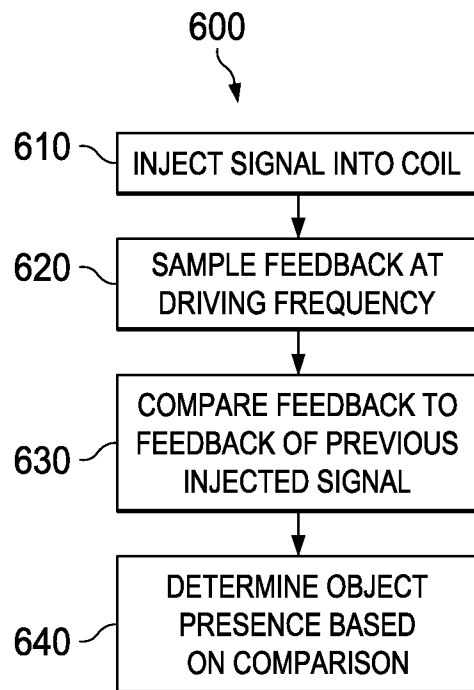 600
610
INJECT SIGNAL INTO COIL
620
SAMPLE FEEDBACK AT
DRIVING FREQUENCY
630
COMPARE FEEDBACK TO
FEEDBACK OF PREVIOUS
INJECTED SIGNAL
640
DETERMINE OBJECT
PRESENCE BASED
ON COMPARISON